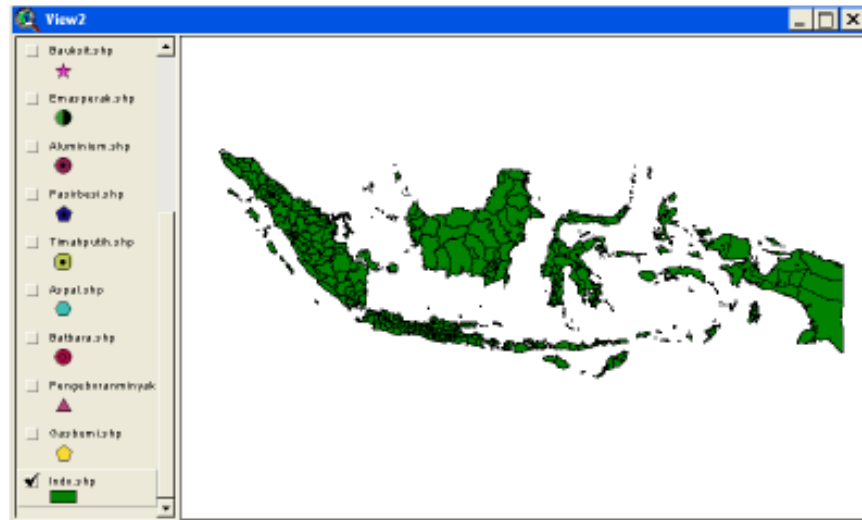 View2
Bauksit.shp
Emasperak.shp
Aluminium.shp
Pasirbesi.shp
Timahputih.shp
Aspal.shp
Batbara.shp
Pengeboranminyak
Gasbumi.shp
Indo.shp